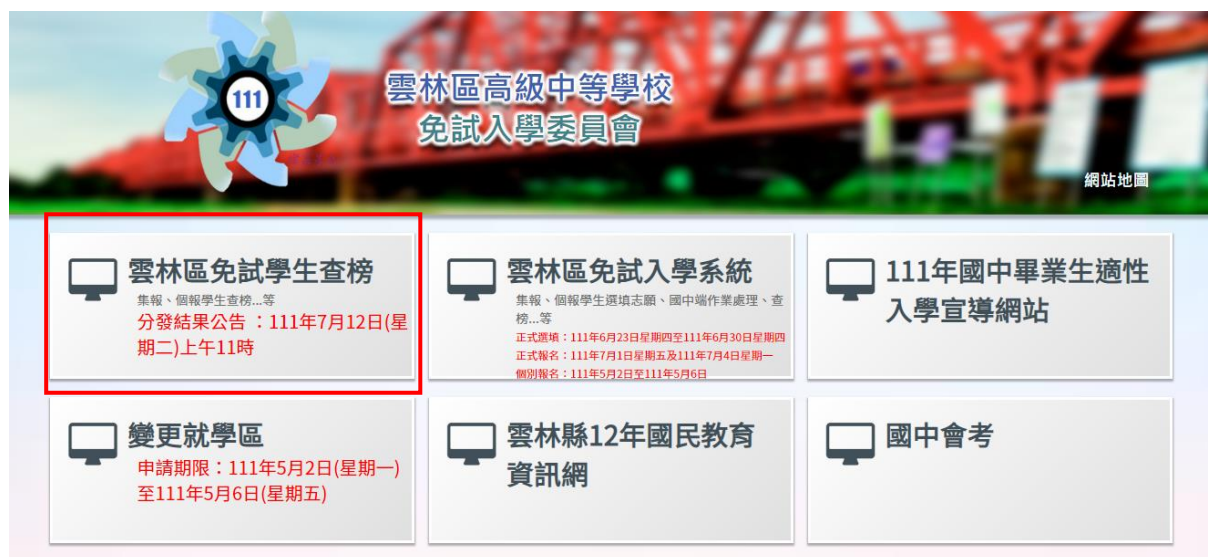 111
雲林區高級中等學校
免試入學委員會
網站地圖
雲林區免試學生查榜
集報、個報學生查榜...等
分發結果公告 ：111年7月12日(星
期二)上午11時
雲林區免試入學系統
集報、個報學生選填志願、國中端作業處理、查
榜...等
正式選填：111年6月23日星期四至111年6月30日星期四
正式報名：111年7月1日星期五及111年7月4日星期一
個別報名：111年5月2日至111年5月6日
111年國中畢業生適性
入學宣導網站
變更就學區
申請期限：111年5月2日(星期一)
至111年5月6日(星期五)
雲林縣12年國民教育
資訊網
國中會考